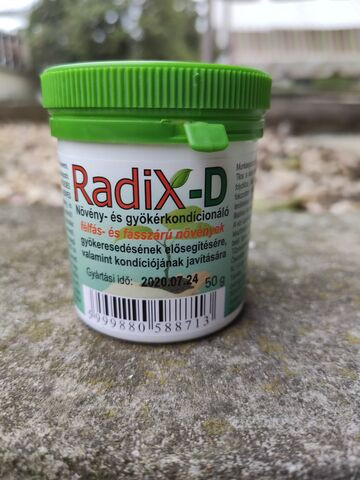 RadiX-D
Növény- és gyökérkondícionáló
félfás- és fásszárú növények
gyökeresedésének elősegítésére,
valamint kondíciójának javítására
Gyártási idő: 2020.07.24
50 g
5999880588713